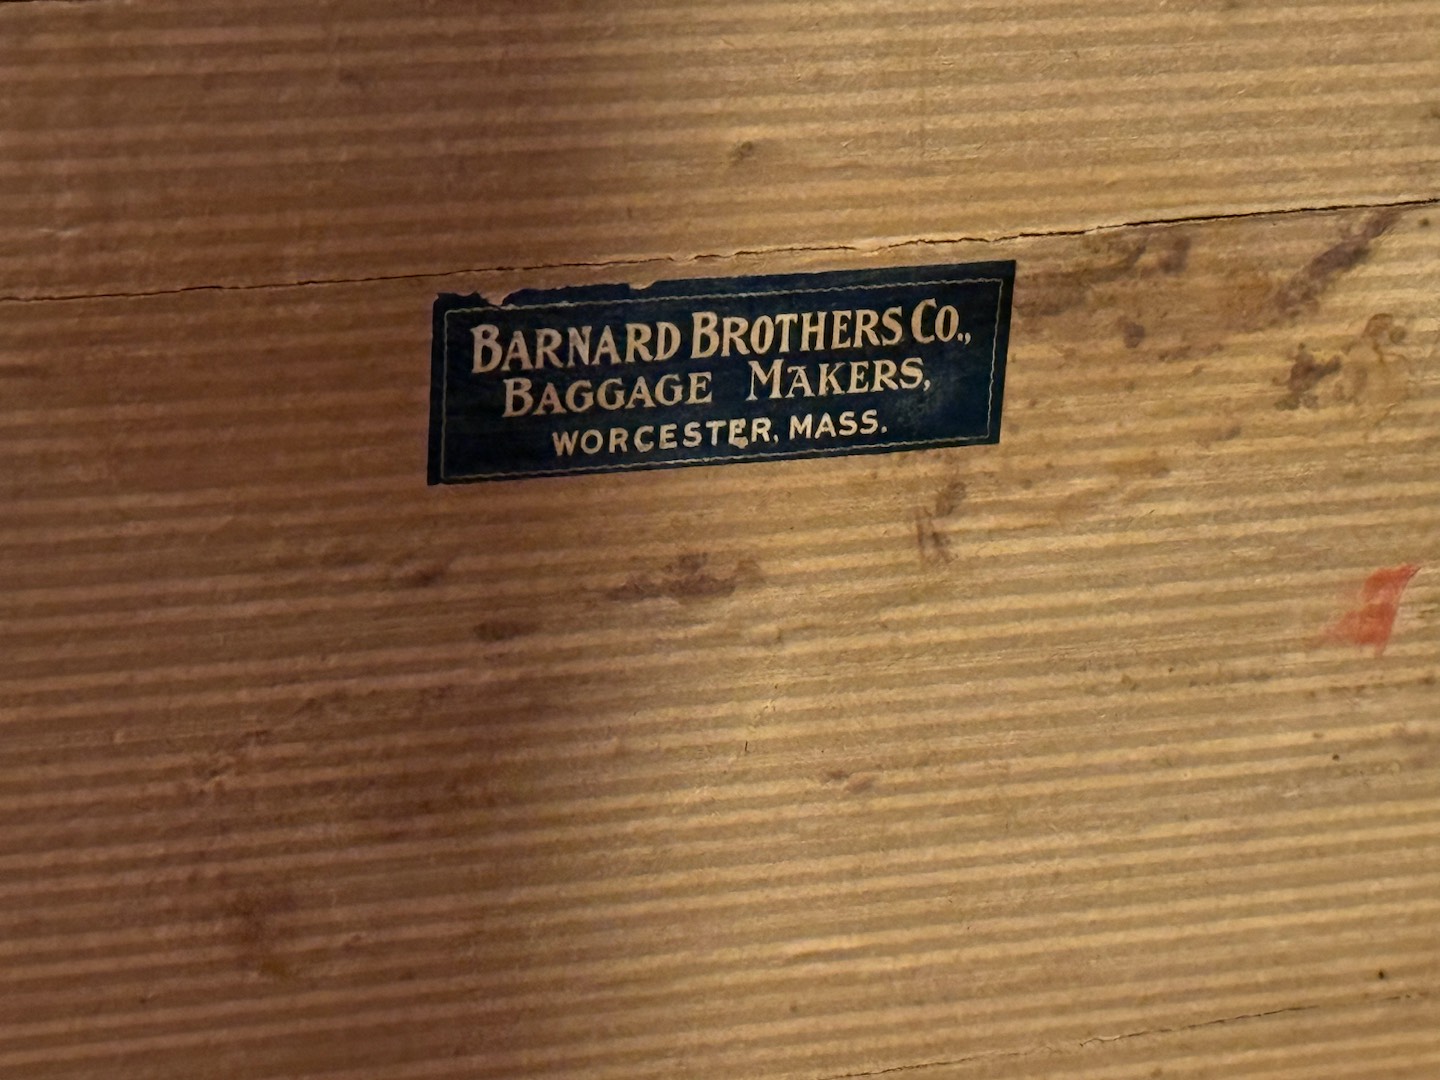 BARNARD BROTHERS CO.,
BAGGAGE MAKERS,
WORCESTER, MASS.